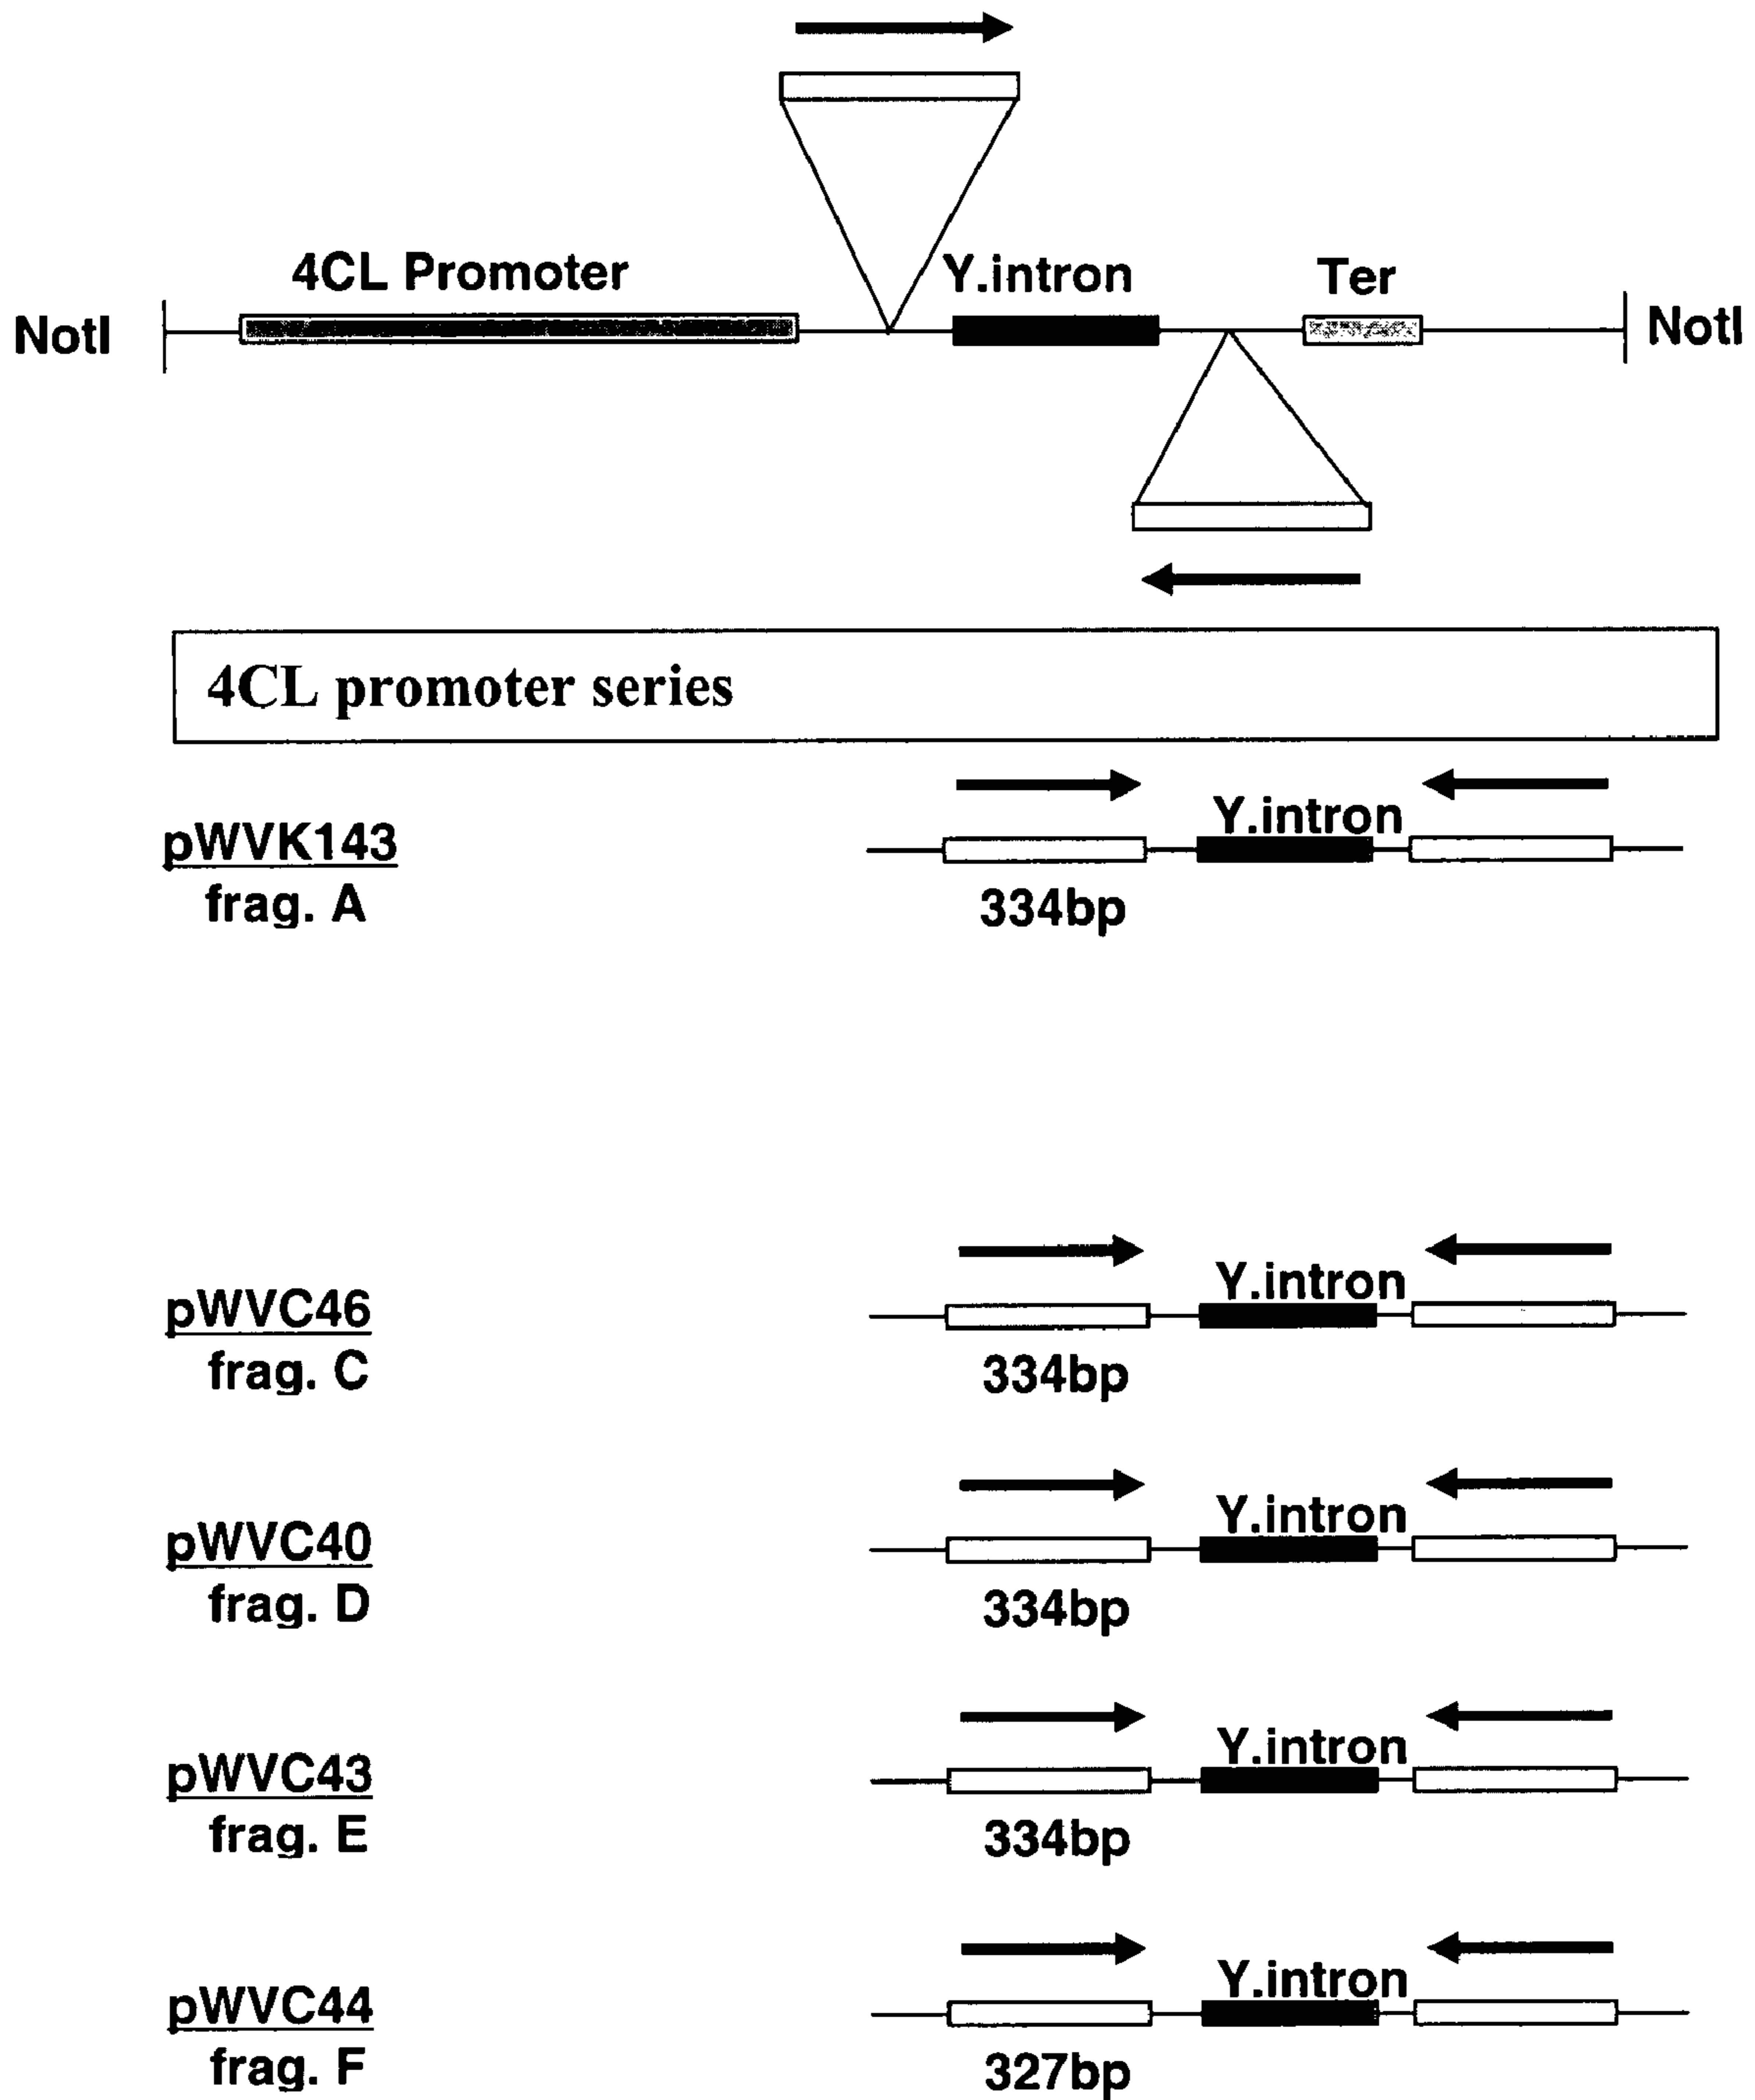 4CL Promoter
Y.intron
Ter
NotI
NotI
4CL promoter series
Y.intron
pWVK143
frag. A
334bp
Y.intron
pWVC46
frag. C
334bp
Y.intron
pWVC40
frag. D
334bp
Y.intron
pWVC43
frag. E
334bp
Y.intron
pWVC44
frag. F
327bp